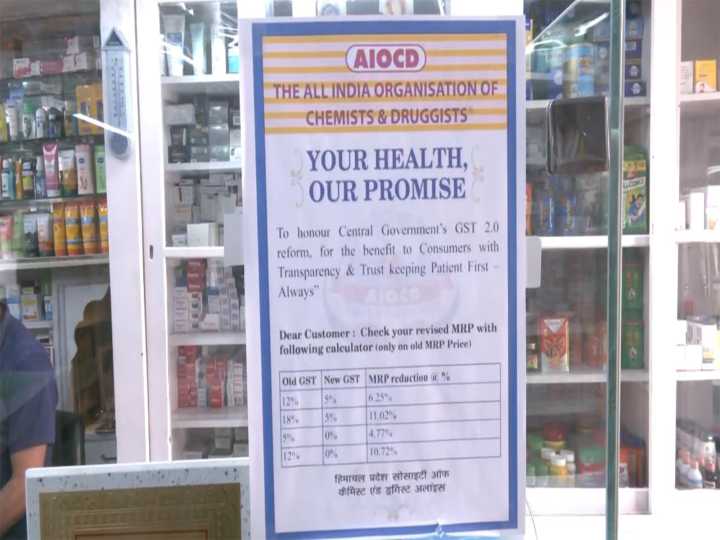 AIOCD
THE ALL INDIA ORGANISATION OF
CHEMISTS & DRUGGISTS
YOUR HEALTH,
OUR PROMISE
To honour Central Government's GST 2.0
reform, for the benefit to Consumers with
Transparency & Trust keeping Patient First –
Always"
Dear Customer : Check your revised MRP with
following calculator (only on old MRP Price)
Old GST New GST MRP reduction @ %
12% 5% 6.25%
18% 5% 11.02%
5% 0% 4.77%
12% 0% 10.72%
हिमाचल प्रदेश सोसाइटी ऑफ
कैमिस्ट एंड ड्रगिस्ट अलांइस